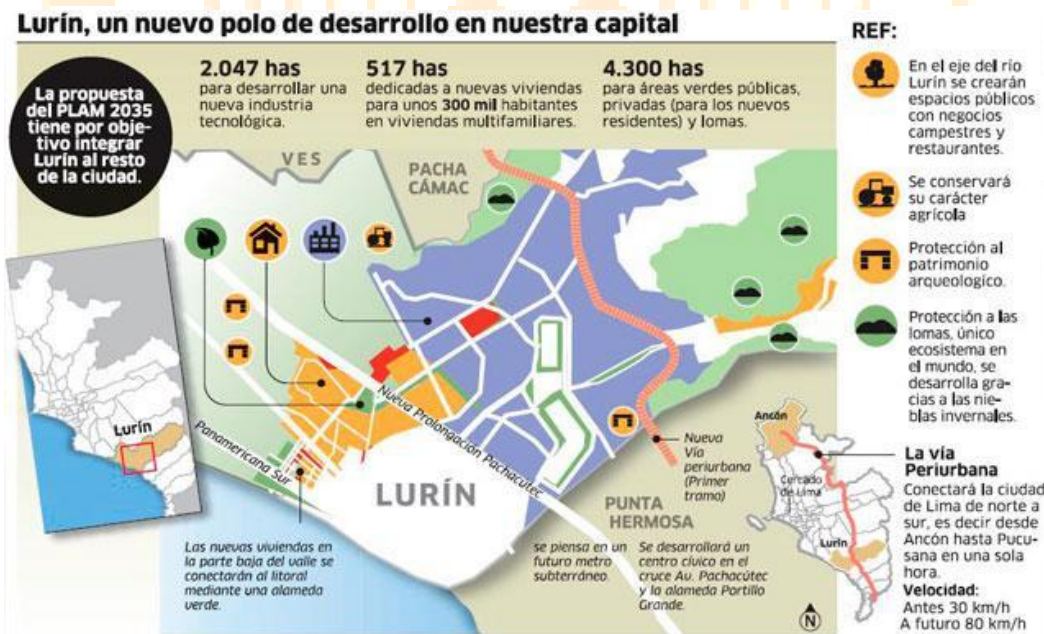 Lurín, un nuevo polo de desarrollo en nuestra capital
La propuesta
del PLAM 2035
tiene por obje-
tivo integrar
Lurín al resto
de la ciudad.
2.047 has
para desarrollar una
nueva industria
tecnológica.
517 has
dedicadas a nuevas viviendas
para unos 300 mil habitantes
en viviendas multifamiliares.
4.300 has
para áreas verdes públicas,
privadas (para los nuevos
residentes) y lomas.
VES
PACHA
CÁMAC
Lurín
Panamericana Sur
Nueva Prolongación Pachacútec
LURÍN
PUNTA
HERMOSA
Nueva
Vía
periurbana
(Primer
tramo)
Las nuevas viviendas en
la parte baja del valle se
conectarán al litoral
mediante una alameda
verde.
se piensa en un
futuro metro
subterráneo.
Se desarrollará un
centro cívico en el
cruce Av. Pachacútec
y la alameda Portillo
Grande.
N
REF:
En el eje del río
Lurín se crearán
espacios públicos
con negocios
campestres y
restaurantes.
Se conservará
su carácter
agrícola
Protección al
patrimonio
arqueologico.
Protección a las
lomas, único
ecosistema en
el mundo, se
desarrolla gra-
cias a las nie-
blas invernales.
Ancón
Cercado
de Lima
Lurín
La vía
Periurbana
Conectará la ciudad
de Lima de norte a
sur, es decir desde
Ancón hasta Pucu-
sana en una sola
hora.
Velocidad:
Antes 30 km/h
A futuro 80 km/h